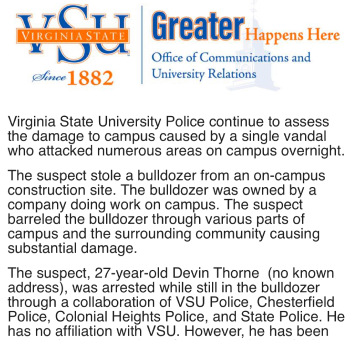 VSU
VIRGINIA STATE
Since 1882
Greater Happens Here
Office of Communications and
University Relations
Virginia State University Police continue to assess
the damage to campus caused by a single vandal
who attacked numerous areas on campus overnight.
The suspect stole a bulldozer from an on-campus
construction site. The bulldozer was owned by a
company doing work on campus. The suspect
barreled the bulldozer through various parts of
campus and the surrounding community causing
substantial damage.
The suspect, 27-year-old Devin Thorne (no known
address), was arrested while still in the bulldozer
through a collaboration of VSU Police, Chesterfield
Police, Colonial Heights Police, and State Police. He
has no affiliation with VSU. However, he has been